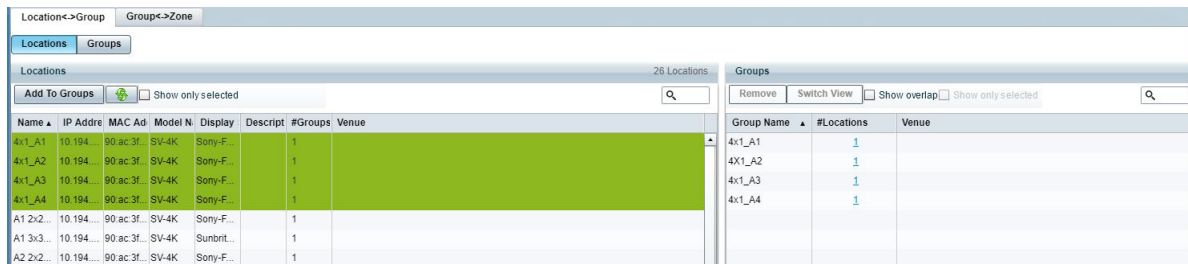 Location<->Group Group<->Zone
Locations Groups
Locations 26 Locations Groups
Add To Groups Show only selected Remove Switch View Show overlap Show only selected
Name IP Addre MAC Ad Model N Display Descript #Groups Venue Group Name #Locations Venue
4x1_A1 10.194.... 90:ac:3f... SV-4K Sony-F... 1 4x1_A1 1
4x1_A2 10.194.... 90:ac:3f... SV-4K Sony-F... 1 4X1_A2 1
4x1_A3 10.194.... 90:ac:3f... SV-4K Sony-F... 1 4x1_A3 1
4x1_A4 10.194.... 90:ac:3f... SV-4K Sony-F... 1 4x1_A4 1
A1 2x2... 10.194.... 90:ac:3f... SV-4K Sony-F... 1
A1 3x3... 10.194.... 90:ac:3f... SV-4K Sunbrit... 1
A2 2x2... 10.194.... 90:ac:3f... SV-4K Sony-F... 1